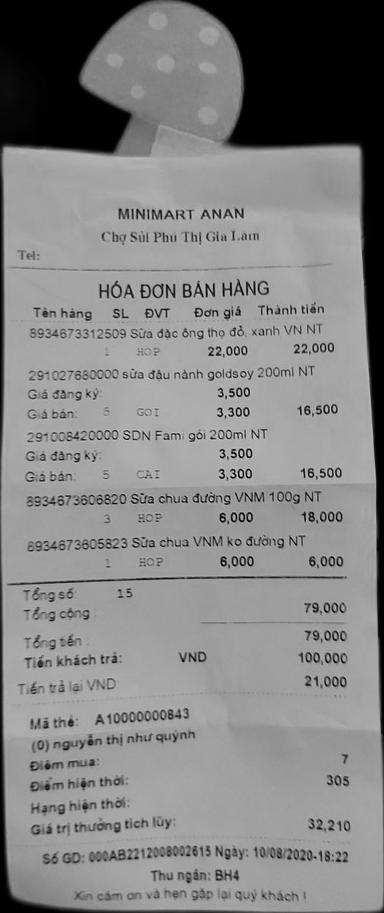 MINIMART ANAN
Chợ Sủi Phú Thị Gia Lâm
Tel:
HÓA ĐƠN BÁN HÀNG
Tên hàng SL ĐVT Đơn giá Thành tiền
8934673312509 Sữa đặc ông thọ đỏ, xanh VN NT
1 HOP 22,000 22,000
291027680000 sữa đậu nành goldsoy 200ml NT
Giá đăng ký: 3,500
Giá bán: 5 GOI 3,300 16,500
291008420000 SDN Fami gói 200ml NT
Giá đăng ký: 3,500
Giá bán: 5 CAI 3,300 16,500
8934673606820 Sữa chua đường VNM 100g NT
3 HOP 6,000 18,000
8934673605823 Sữa chua VNM ko đường NT
1 HOP 6,000 6,000
Tổng số: 15
Tổng cộng : 79,000
Tổng tiền : 79,000
Tiền khách trả: VND 100,000
Tiền trả lại VND: 21,000
Mã thẻ: A10000000843
(0) nguyễn thị như quỳnh
Điểm mua: 7
Điểm hiện thời: 305
Hạng hiện thời:
Giá trị thưởng tích lũy: 32,210
Số GD: 000AB2212008002615 Ngày: 10/08/2020-18:22
Thu ngân: BH4
Xin cảm ơn và hẹn gặp lại quý khách !